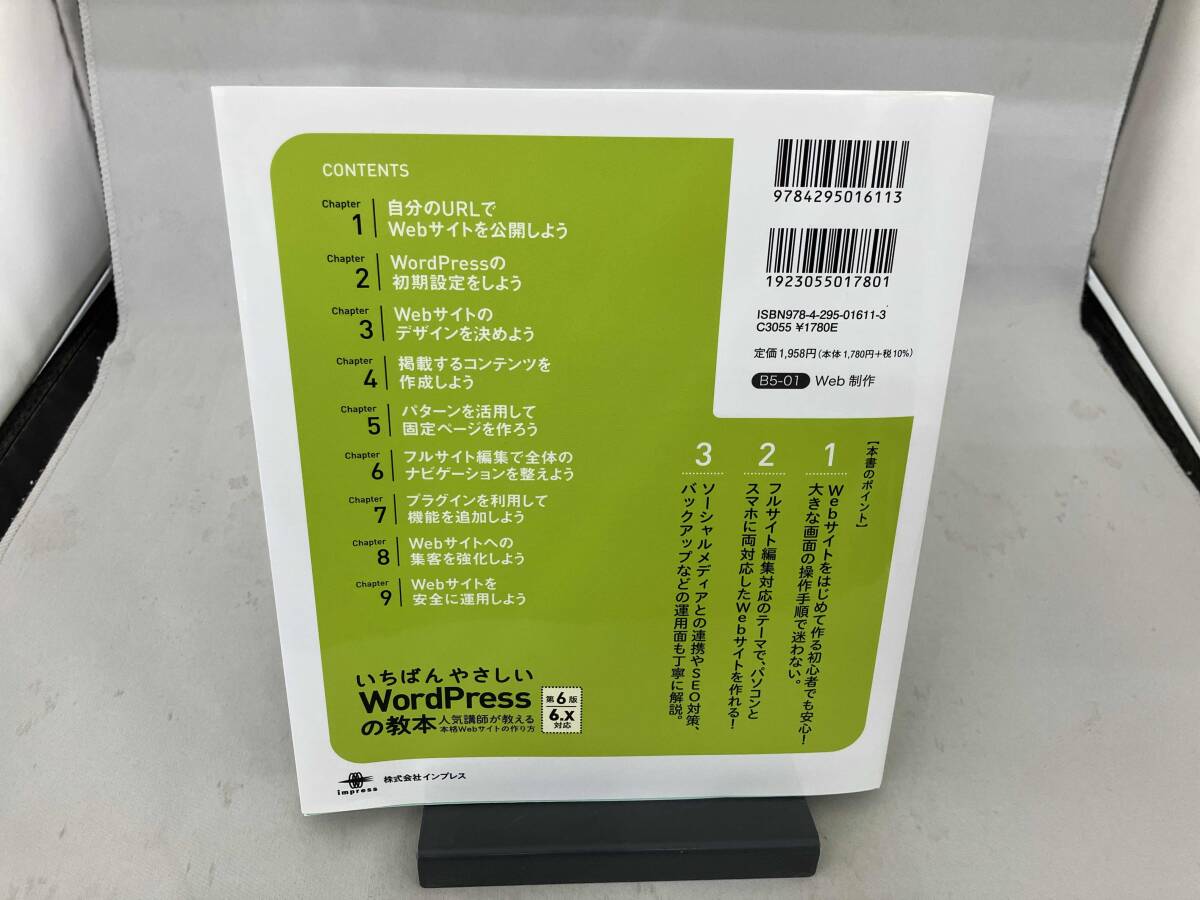 CONTENTS
Chapter 1
自分のURLで
Webサイトを公開しよう
Chapter 2
WordPressの
初期設定をしよう
Chapter 3
Webサイトの
デザインを決めよう
Chapter 4
掲載するコンテンツを
作成しよう
Chapter 5
パターンを活用して
固定ページを作ろう
Chapter 6
フルサイト編集で全体の
ナビゲーションを整えよう
Chapter 7
プラグインを利用して
機能を追加しよう
Chapter 8
Webサイトへの
集客を強化しよう
Chapter 9
Webサイトを
安全に運用しよう
9784295016113
1923055017801
ISBN978-4-295-01611-3
C3055 ¥1780E
定価1,958円(本体1,780円+税10%)
B5-01 Web 制作
【本書のポイント】
1
Webサイトをはじめて作る初心者でも安心!
大きな画面の操作手順で迷わない。
2
フルサイト編集対応のテーマで、パソコンと
スマホに両対応したWebサイトを作れる!
3
ソーシャルメディアとの連携やSEO対策、
バックアップなどの運用面も丁寧に解説。
いちばんやさしい
WordPress
の教本
人気講師が教える
本格Webサイトの作り方
第6版
6.x
対応
impress
株式会社インプレス